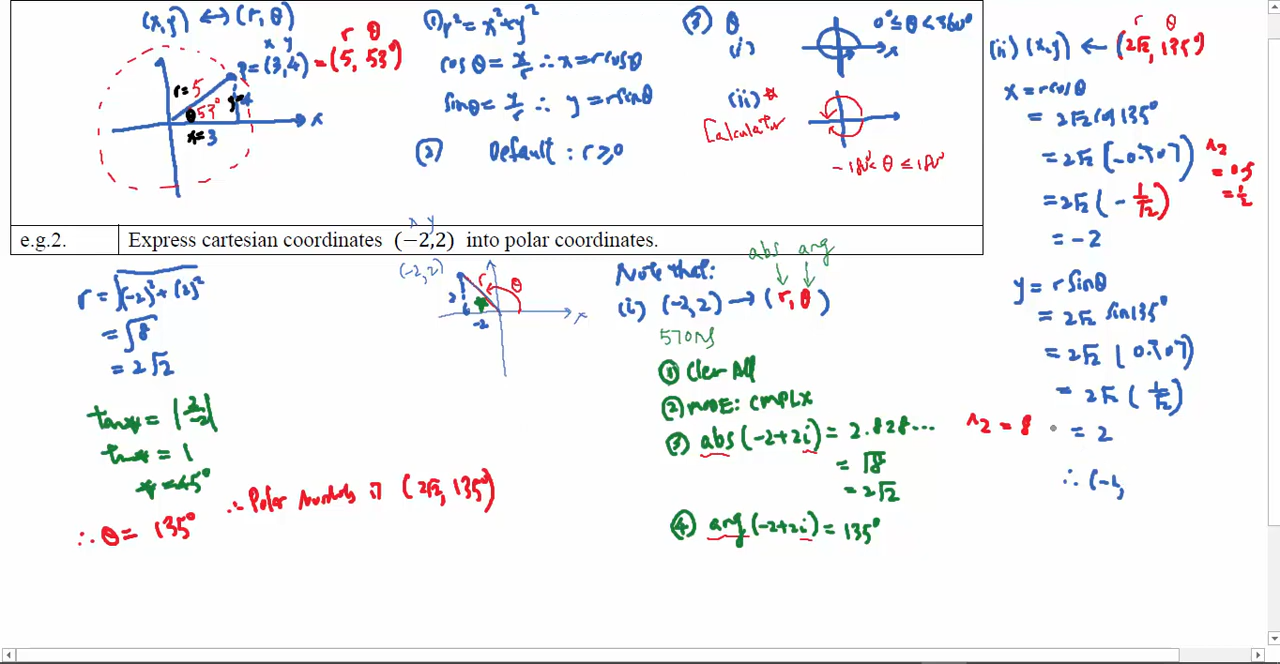 (x,y) ↔ (r, θ)
r θ
x y
P = (3,4) = (5, 53°)
r = 5
53°
θ
y=4
x=3
x
① r² = x² + y²
cos θ = x/r ∴ x = r cos θ
sin θ = y/r ∴ y = r sin θ
② Default : r ≥ 0
③ θ
(i)
0° ≤ θ < 360°
x
(ii) *
Calculator
-180° < θ ≤ 180°
e.g.2. Express cartesian coordinates (−2,2) into polar coordinates.
x y
(-2,2)
r
θ
2
-2
x
r = √(-2)² + (2)²
= √8
= 2√2
tan * = |2/-2|
tan * = 1
* = 45°
∴ θ = 135°
∴ Polar is (2√2, 135°)
Note that:
abs arg
(i) (-2,2) → (r, θ)
570MS
① Clear All
② MODE: CMPLX
③ abs (-2+2i) = 2.828...
= √8
= 2√2
^2 = 8
④ arg (-2+2i) = 135°
r θ
(ii) (x,y) ← (2√2, 135°)
x = r cos θ
= 2√2 cos 135°
= 2√2 (-0.707)
= 2√2 (-1/√2)
= -2
^2
= 0.5
= 1/2
y = r sin θ
= 2√2 sin 135°
= 2√2 (0.707)
= 2√2 (1/√2)
= 2
∴ (-2,